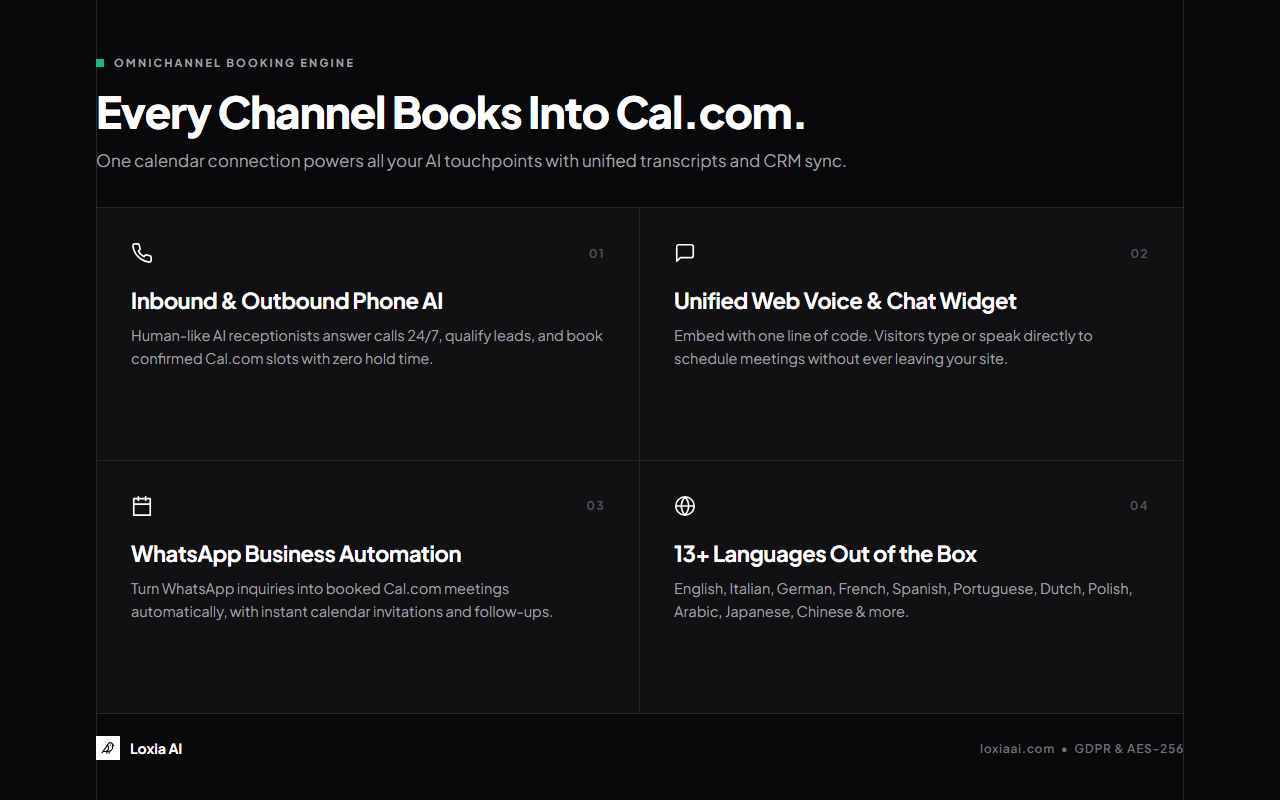 OMNICHANNEL BOOKING ENGINE
Every Channel Books Into Cal.com.
One calendar connection powers all your AI touchpoints with unified transcripts and CRM sync.
01
Inbound & Outbound Phone AI
Human-like AI receptionists answer calls 24/7, qualify leads, and book
confirmed Cal.com slots with zero hold time.
02
Unified Web Voice & Chat Widget
Embed with one line of code. Visitors type or speak directly to
schedule meetings without ever leaving your site.
03
WhatsApp Business Automation
Turn WhatsApp inquiries into booked Cal.com meetings
automatically, with instant calendar invitations and follow-ups.
04
13+ Languages Out of the Box
English, Italian, German, French, Spanish, Portuguese, Dutch, Polish,
Arabic, Japanese, Chinese & more.
Loxia AI
loxiaai.com • GDPR & AES-256